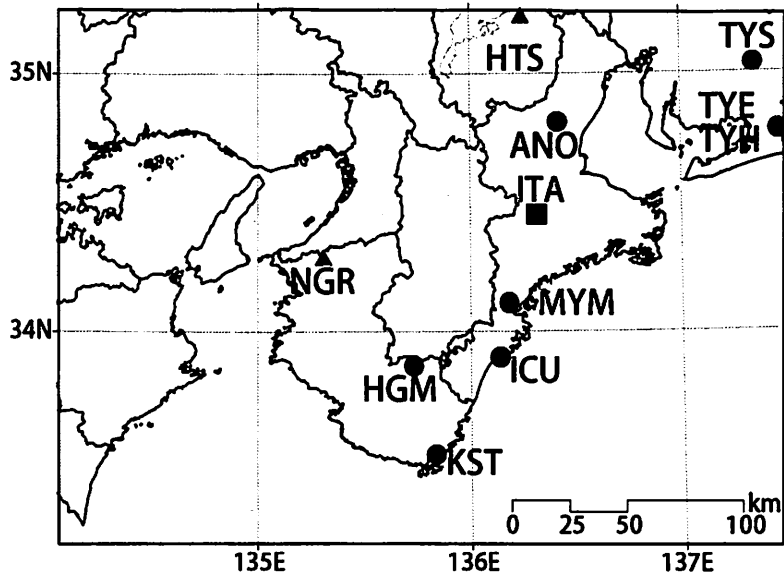 TYS
HTS
35N
TYE
TYH
ANO
ITA
NGR
MYM
34N
HGM
ICU
KST
km
0 25 50 100
135E 136E 137E